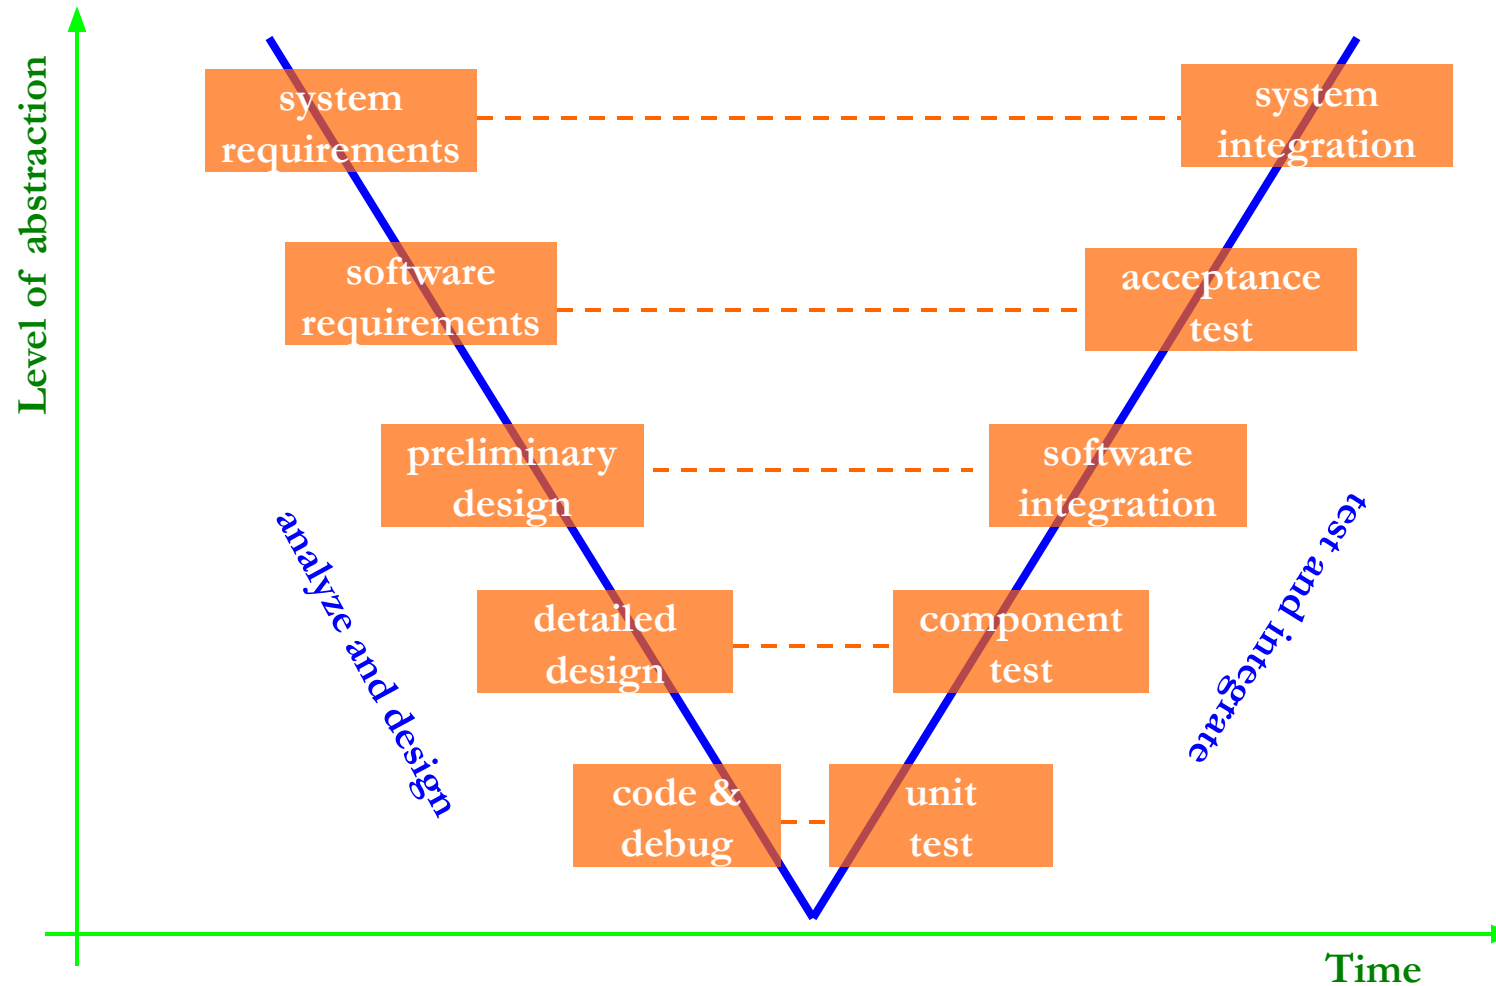 Level of abstraction
system
requirements
system
integration
software
requirements
acceptance
test
preliminary
design
software
integration
analyze and design
test and integrate
detailed
design
component
test
code &
debug
unit
test
Time